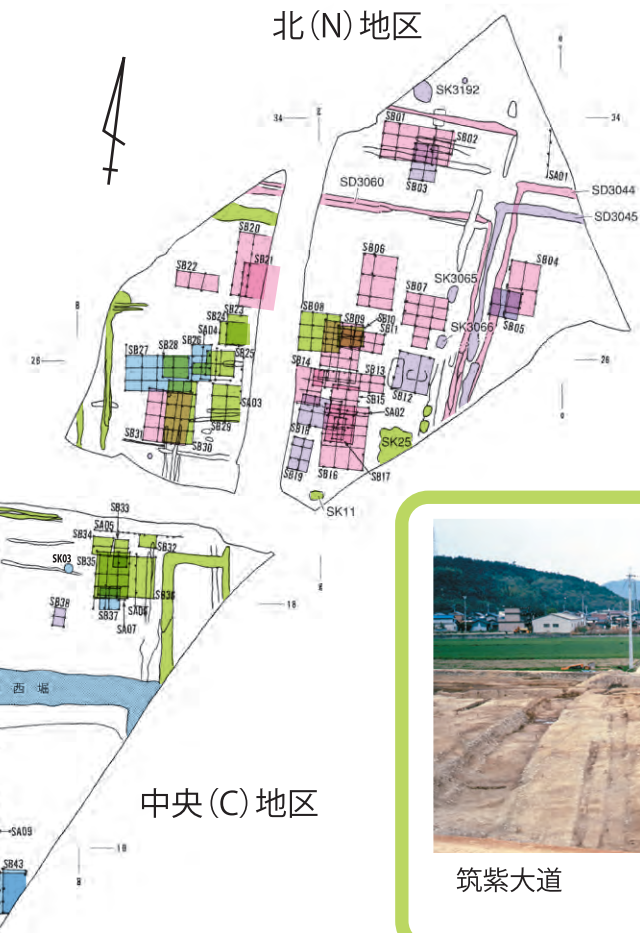 北(N)地区
SK3192
34
34
SB01
SB02
SB03
SA01
SD3060
SD3044
SD3045
SB20
SB21
SB22
SB06
SB04
SK3065
SB07
SB05
SK3066
SB23
SB24
SA04
SB08
SB09
SB10
SB11
26
26
SB27
SB28
SB26
SB25
SB14
SB13
SB15
SB12
SA03
SA02
SB29
SB18
SK25
SB31
SB30
SB19
SB16
SB17
SK11
SB33
SA05
SB34
SB32
SK03
SB35
SB36
SB38
SB37
SA06
SA07
18
西堀
中央(C)地区
SA09
10
SB43
筑紫大道